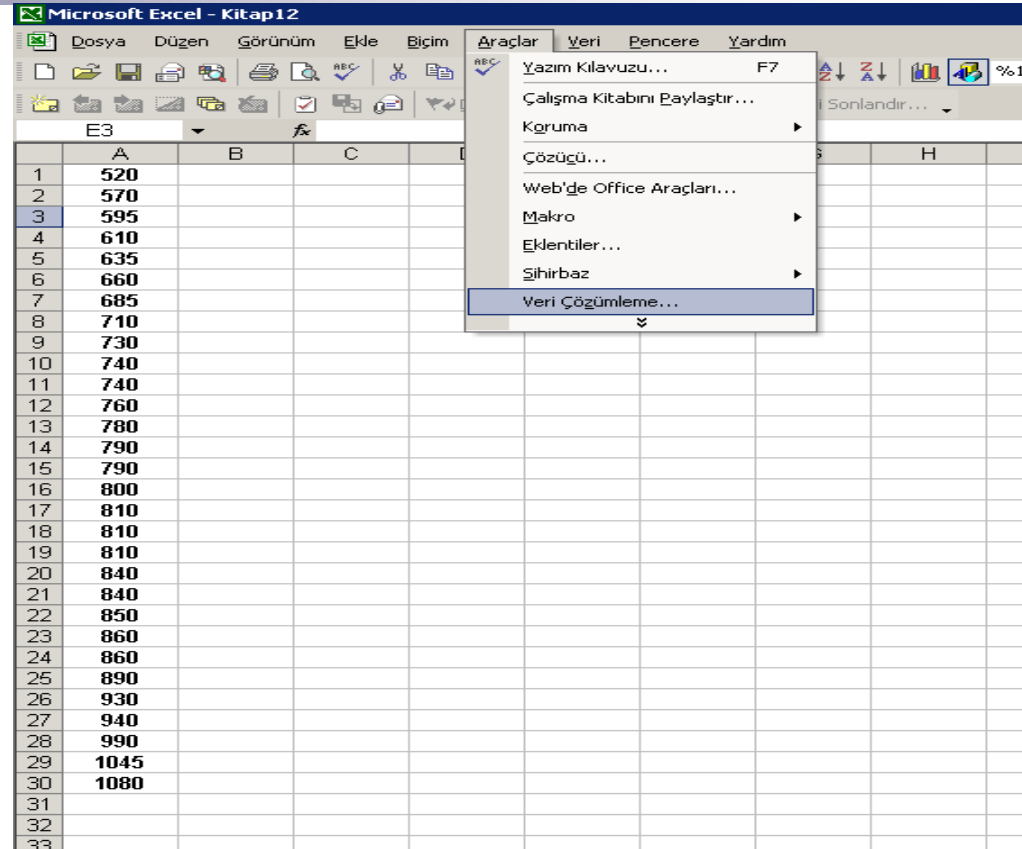 Microsoft Excel - Kitap12
Dosya Düzen Görünüm Ekle Biçim Araçlar Veri Pencere Yardım
Yazım Kılavuzu... F7
Çalışma Kitabını Paylaştır...
Koruma
Çözücü...
Web'de Office Araçları...
Makro
Eklentiler...
Sihirbaz
Veri Çözümleme...
%1
i Sonlandır...
E3 fx
A B C H
1 520
2 570
3 595
4 610
5 635
6 660
7 685
8 710
9 730
10 740
11 740
12 760
13 780
14 790
15 790
16 800
17 810
18 810
19 810
20 840
21 840
22 850
23 860
24 860
25 890
26 930
27 940
28 990
29 1045
30 1080
31
32
33